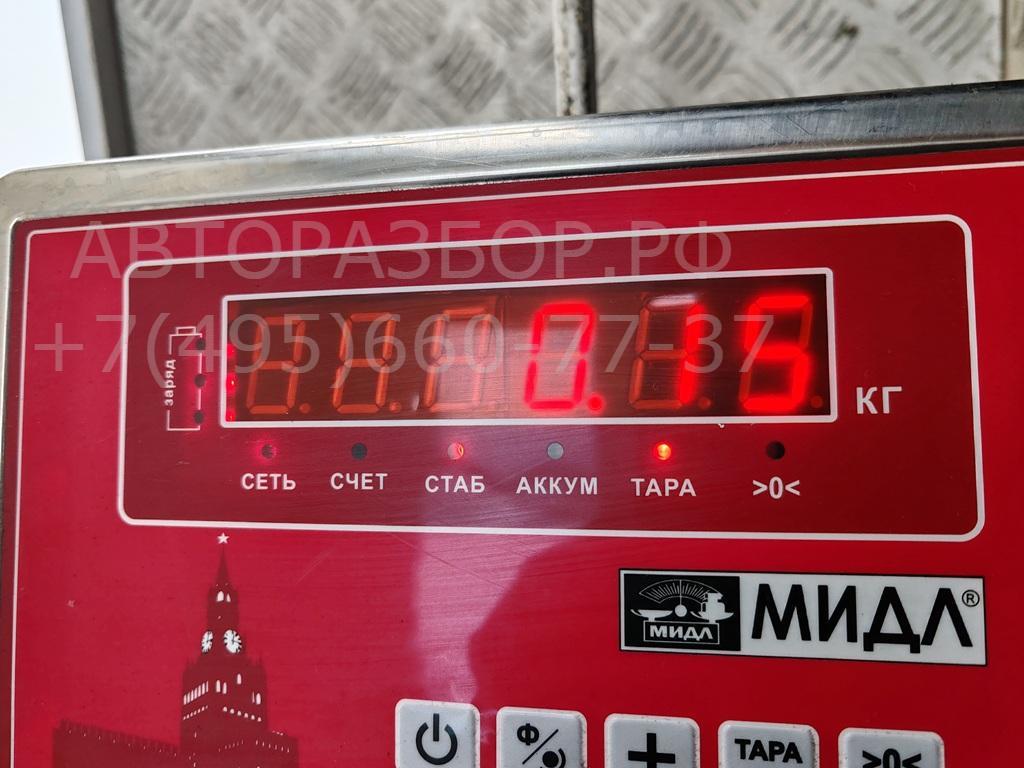 АВТОРАЗБОР.РФ
+7(495)660-77-37
0.15
заряд
КГ
СЕТЬ СЧЕТ СТАБ АККУМ ТАРА >0<
МИДЛ МИДЛ®
Ф/ + ТАРА >0<